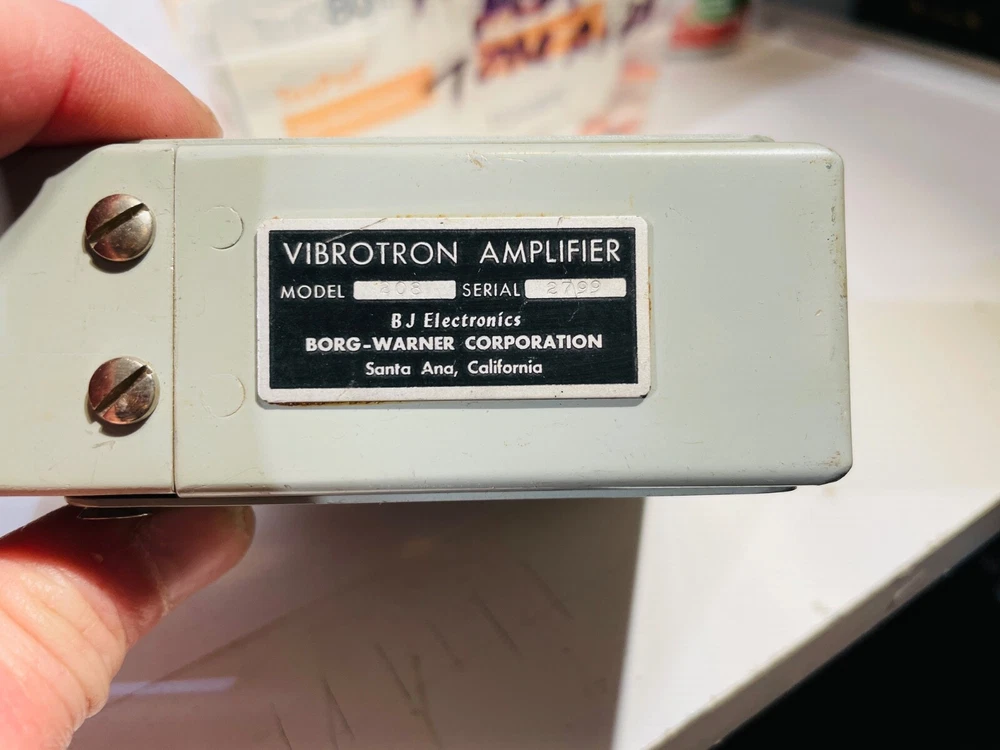 VIBROTRON AMPLIFIER
MODEL 408 SERIAL 2799
BJ Electronics
BORG-WARNER CORPORATION
Santa Ana, California